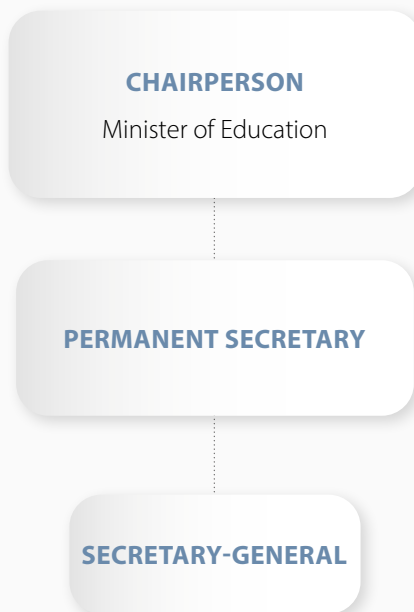 CHAIRPERSON
Minister of Education
PERMANENT SECRETARY
SECRETARY-GENERAL